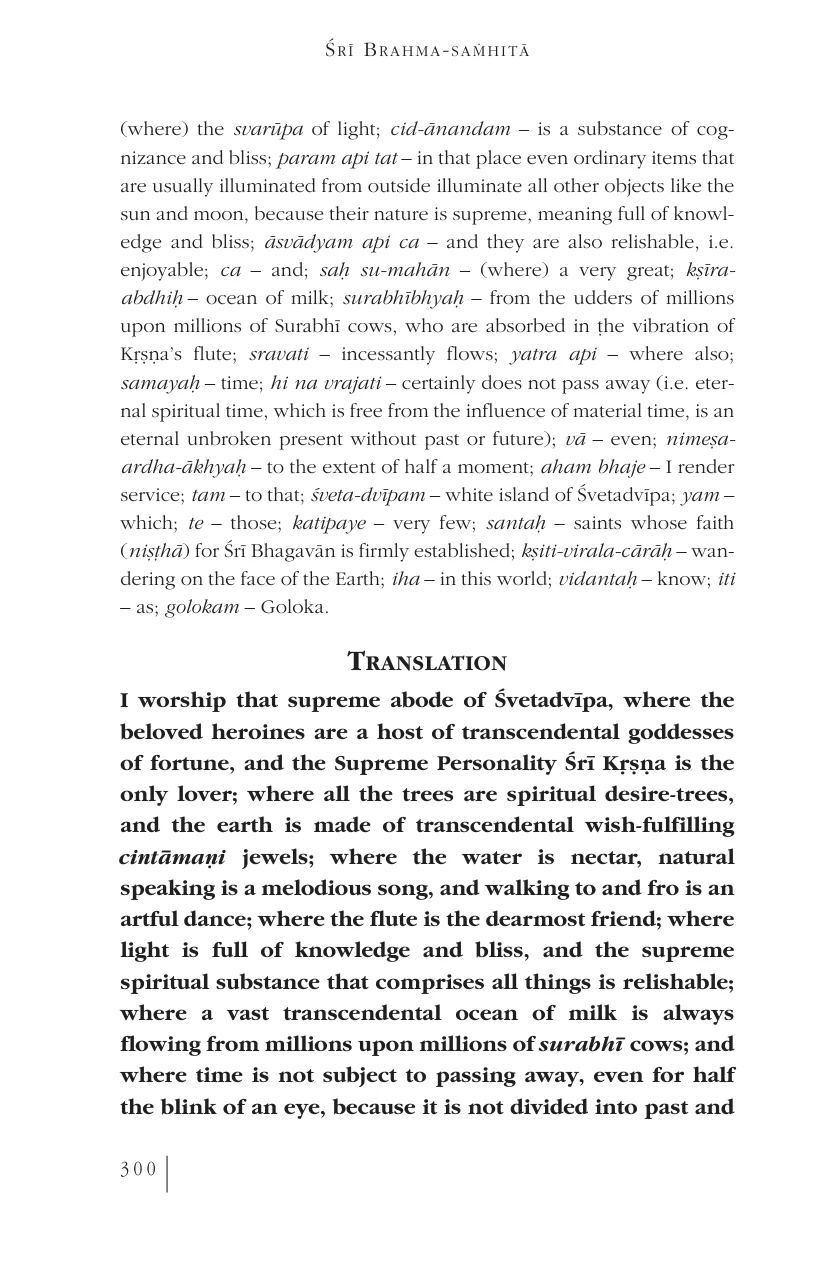 Śrī Brahma-saṁhitā
(where) the svarūpa of light; cid-ānandam – is a substance of cog-
nizance and bliss; param api tat – in that place even ordinary items that
are usually illuminated from outside illuminate all other objects like the
sun and moon, because their nature is supreme, meaning full of knowl-
edge and bliss; āsvādyam api ca – and they are also relishable, i.e.
enjoyable; ca – and; saḥ su-mahān – (where) a very great; kṣīra-
abdhiḥ – ocean of milk; surabhībhyaḥ – from the udders of millions
upon millions of Surabhī cows, who are absorbed in ṭhe vibration of
Kṛṣṇa’s flute; sravati – incessantly flows; yatra api – where also;
samayaḥ – time; hi na vrajati – certainly does not pass away (i.e. eter-
nal spiritual time, which is free from the influence of material time, is an
eternal unbroken present without past or future); vā – even; nimeṣa-
ardha-ākhyaḥ – to the extent of half a moment; aham bhaje – I render
service; tam – to that; śveta-dvīpam – white island of Śvetadvīpa; yam –
which; te – those; katipaye – very few; santaḥ – saints whose faith
(niṣṭhā) for Śrī Bhagavān is firmly established; kṣiti-virala-cārāḥ – wan-
dering on the face of the Earth; iha – in this world; vidantaḥ – know; iti
– as; golokam – Goloka.
Translation
I worship that supreme abode of Śvetadvīpa, where the
beloved heroines are a host of transcendental goddesses
of fortune, and the Supreme Personality Śrī Kṛṣṇa is the
only lover; where all the trees are spiritual desire-trees,
and the earth is made of transcendental wish-fulfilling
cintāmaṇi jewels; where the water is nectar, natural
speaking is a melodious song, and walking to and fro is an
artful dance; where the flute is the dearmost friend; where
light is full of knowledge and bliss, and the supreme
spiritual substance that comprises all things is relishable;
where a vast transcendental ocean of milk is always
flowing from millions upon millions of surabhī cows; and
where time is not subject to passing away, even for half
the blink of an eye, because it is not divided into past and
300